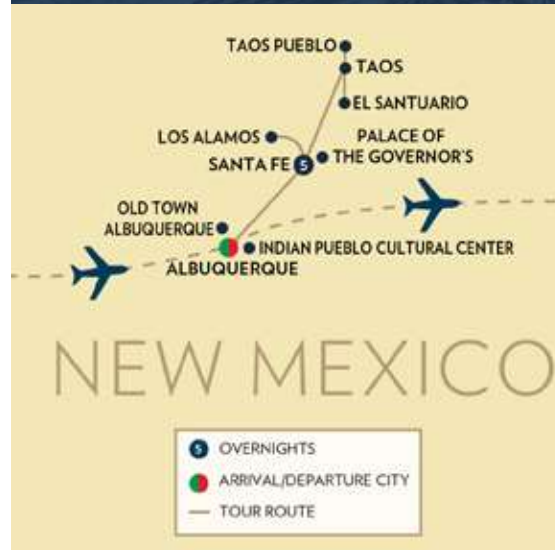 TAOS PUEBLO
TAOS
EL SANTUARIO
LOS ALAMOS
PALACE OF
THE GOVERNOR'S
SANTA FE
5
OLD TOWN
ALBUQUERQUE
INDIAN PUEBLO CULTURAL CENTER
ALBUQUERQUE
NEW MEXICO
5 OVERNIGHTS
ARRIVAL/DEPARTURE CITY
TOUR ROUTE